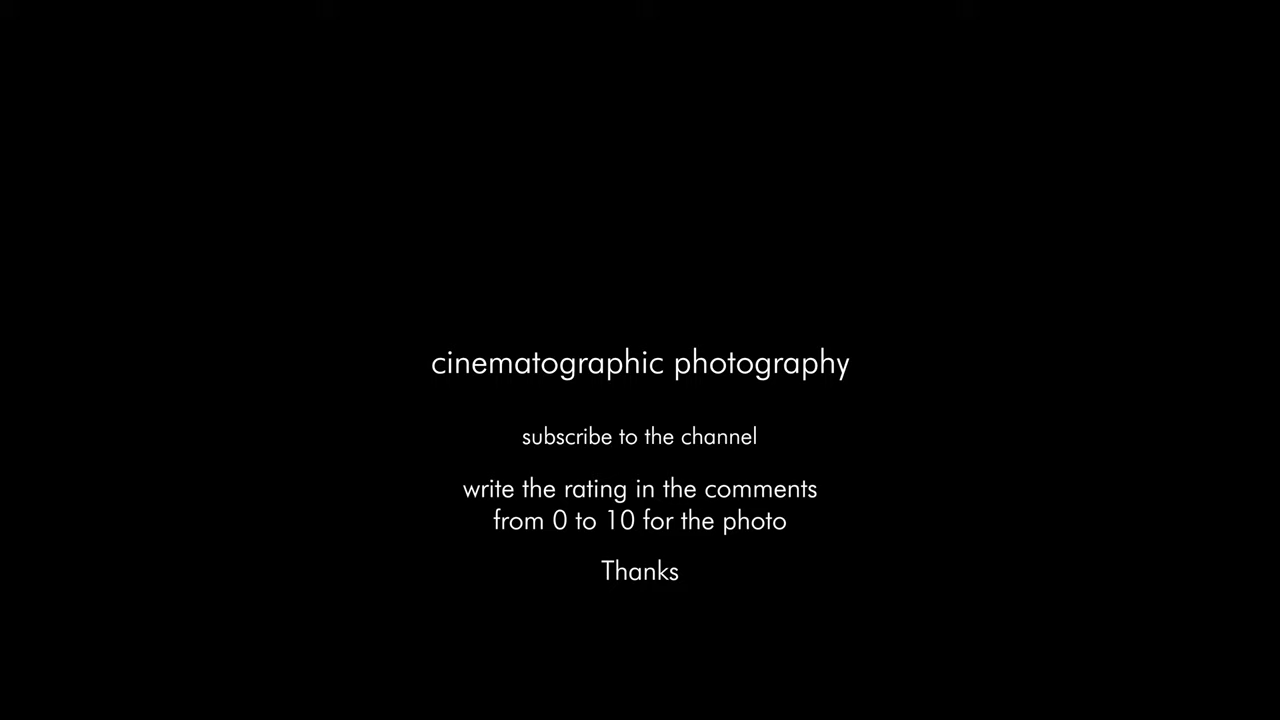 cinematographic photography
subscribe to the channel
write the rating in the comments
from 0 to 10 for the photo
Thanks